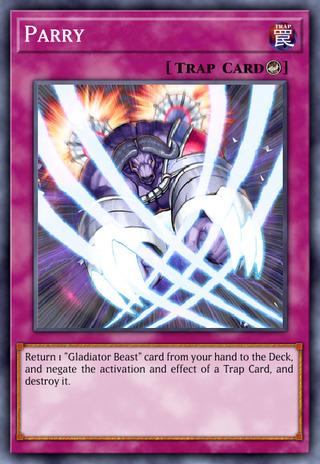 Parry
TRAP
罠
[Trap Card]
Return 1 "Gladiator Beast" card from your hand to the Deck,
and negate the activation and effect of a Trap Card, and
destroy it.